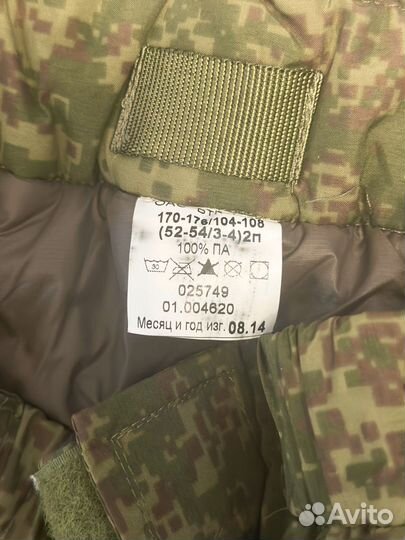 170-176/104-108
(52-54/3-4)2п
100% ПА
30
025749
01.004620
Месяц и год изг. 08.14
Avito